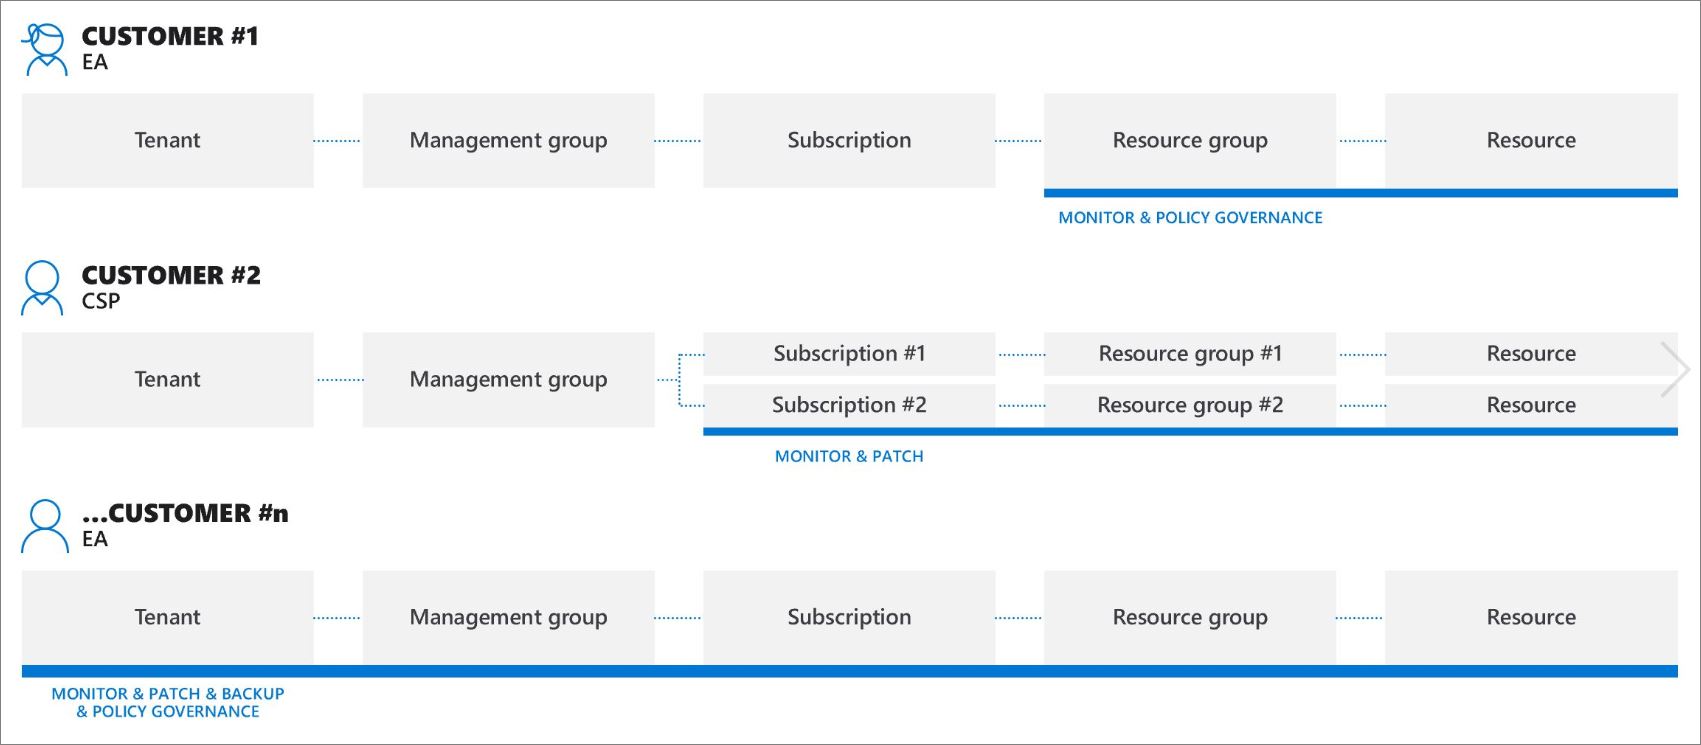 CUSTOMER #1
EA
Tenant
Management group
Subscription
Resource group
Resource
MONITOR & POLICY GOVERNANCE
CUSTOMER #2
CSP
Tenant
Management group
Subscription #1
Resource group #1
Resource
Subscription #2
Resource group #2
Resource
MONITOR & PATCH
...CUSTOMER #n
EA
Tenant
Management group
Subscription
Resource group
Resource
MONITOR & PATCH & BACKUP
& POLICY GOVERNANCE